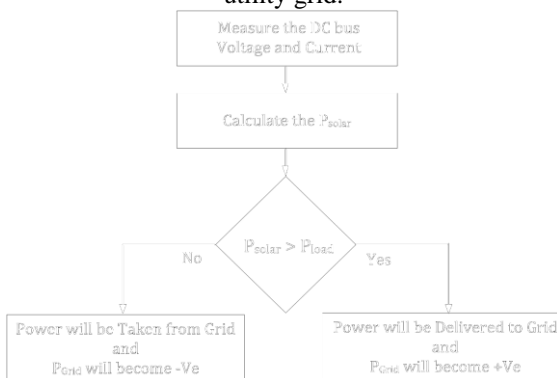 utility grid.
Measure the DC bus
Voltage and Current
Calculate the Psolar
Psolar > Pload
No
Yes
Power will be Taken from Grid
and
PGrid will become -Ve
Power will be Delivered to Grid
and
PGrid will become +Ve